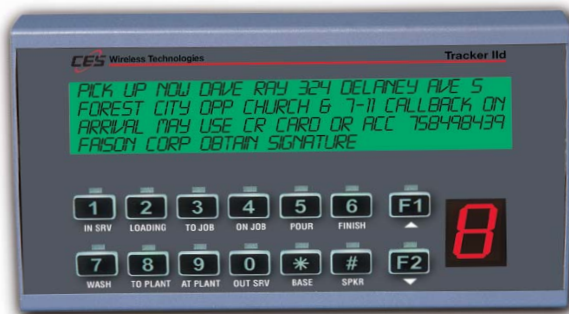 CES Wireless Technologies Tracker IId
PICK UP NOW DAVE RAY 324 DELANEY AVE S
FOREST CITY OPP CHURCH & 7-11 CALLBACK ON
ARRIVAL MAY USE CR CARD OR ACC 758498439
FAISON CORP OBTAIN SIGNATURE
1 2 3 4 5 6 F1
IN SRV LOADING TO JOB ON JOB POUR FINISH
8
7 8 9 0 * # F2
WASH TO PLANT AT PLANT OUT SRV BASE SPKR